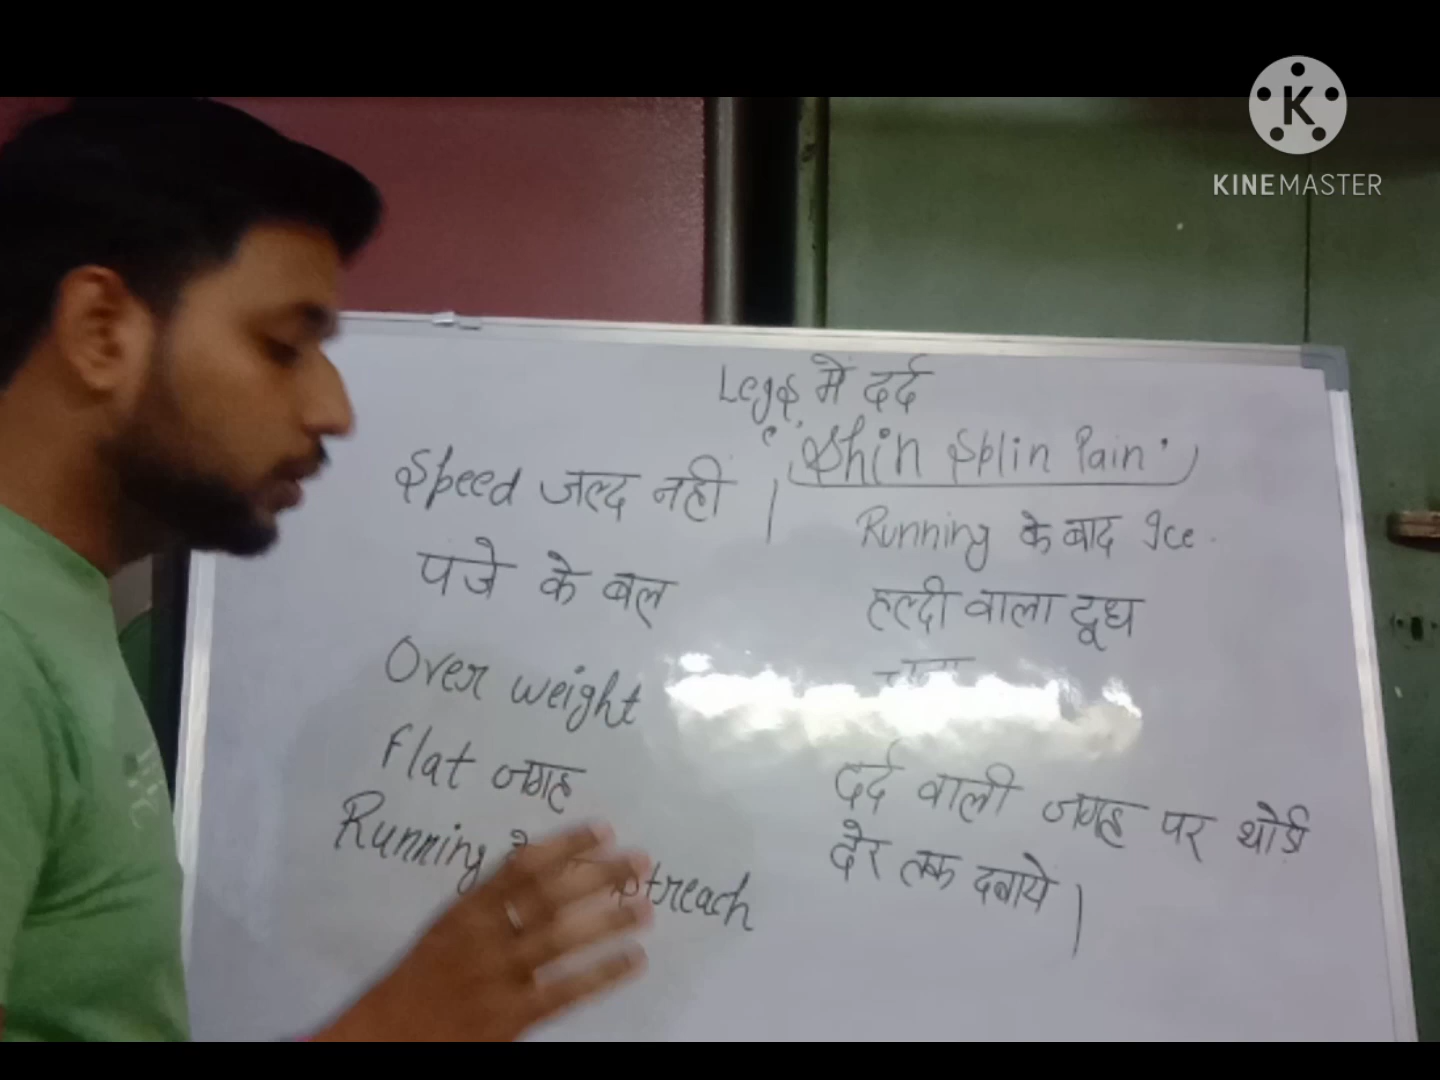 K
KINEMASTER
Legs में दर्द
"Shin Splin Pain"
Speed जल्द नही |
पजे के बल
Over weight
Flat जगह
Running streach
Running के बाद Ice.
हल्दी वाला दूध
दर्द वाली जगह पर थोडी
देर तक दबाये |